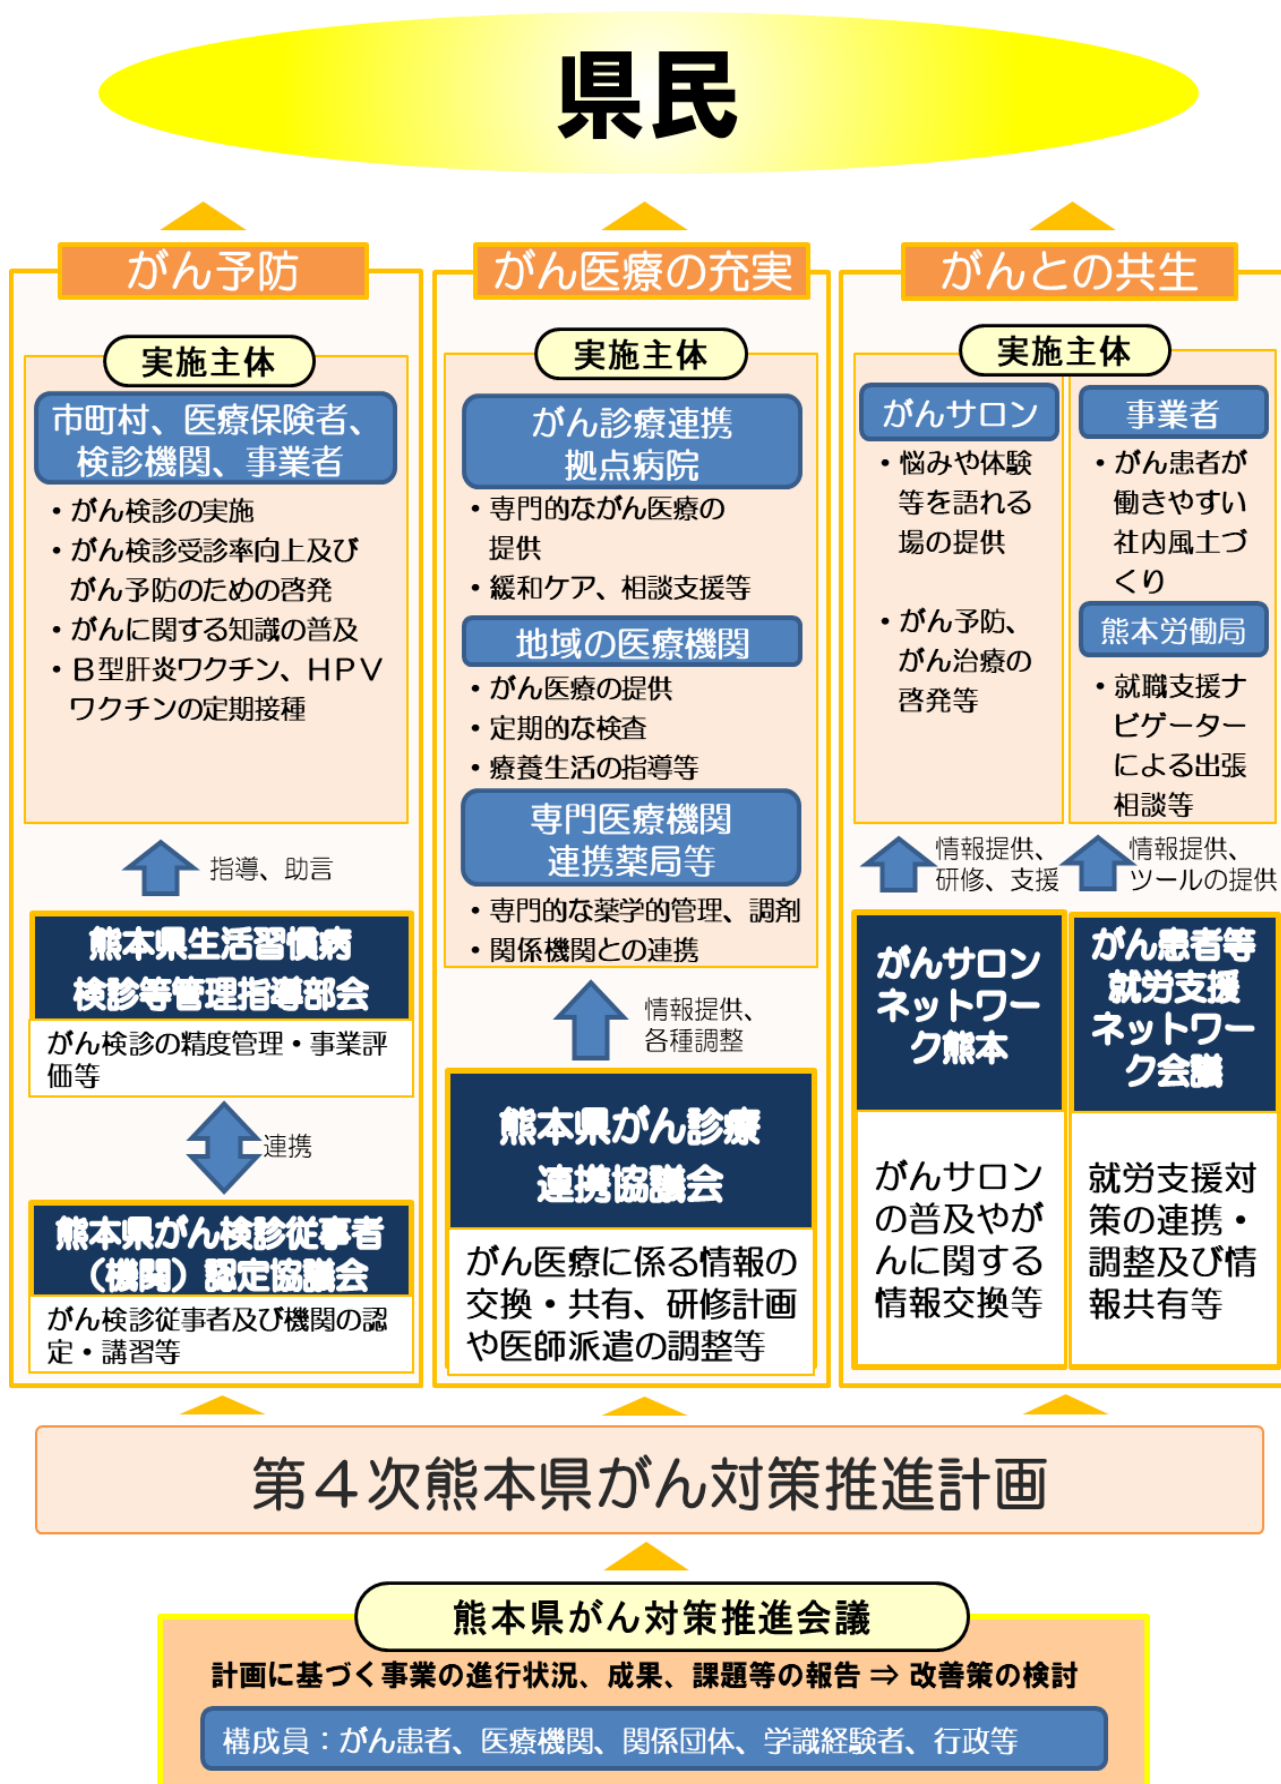 県民
がん予防
実施主体
市町村、医療保険者、
検診機関、事業者
・がん検診の実施
・がん検診受診率向上及び
がん予防のための啓発
・がんに関する知識の普及
・Ｂ型肝炎ワクチン、ＨＰＶ
ワクチンの定期接種
指導、助言
熊本県生活習慣病
検診等管理指導部会
がん検診の精度管理・事業評
価等
連携
熊本県がん検診従事者
（機関）認定協議会
がん検診従事者及び機関の認
定・講習等
がん医療の充実
実施主体
がん診療連携
拠点病院
・専門的ながん医療の
提供
・緩和ケア、相談支援等
地域の医療機関
・がん医療の提供
・定期的な検査
・療養生活の指導等
専門医療機関
連携薬局等
・専門的な薬学的管理、調剤
・関係機関との連携
情報提供、
各種調整
熊本県がん診療
連携協議会
がん医療に係る情報の
交換・共有、研修計画
や医師派遣の調整等
がんとの共生
実施主体
がんサロン
・悩みや体験
等を語れる
場の提供
・がん予防、
がん治療の
啓発等
情報提供、
研修、支援
がんサロン
ネットワー
ク熊本
がんサロン
の普及やが
んに関する
情報交換等
事業者
・がん患者が
働きやすい
社内風土づ
くり
熊本労働局
・就職支援ナ
ビゲーター
による出張
相談等
情報提供、
ツールの提供
がん患者等
就労支援
ネットワー
ク会議
就労支援対
策の連携・
調整及び情
報共有等
第４次熊本県がん対策推進計画
熊本県がん対策推進会議
計画に基づく事業の進行状況、成果、課題等の報告 ⇒ 改善策の検討
構成員：がん患者、医療機関、関係団体、学識経験者、行政等